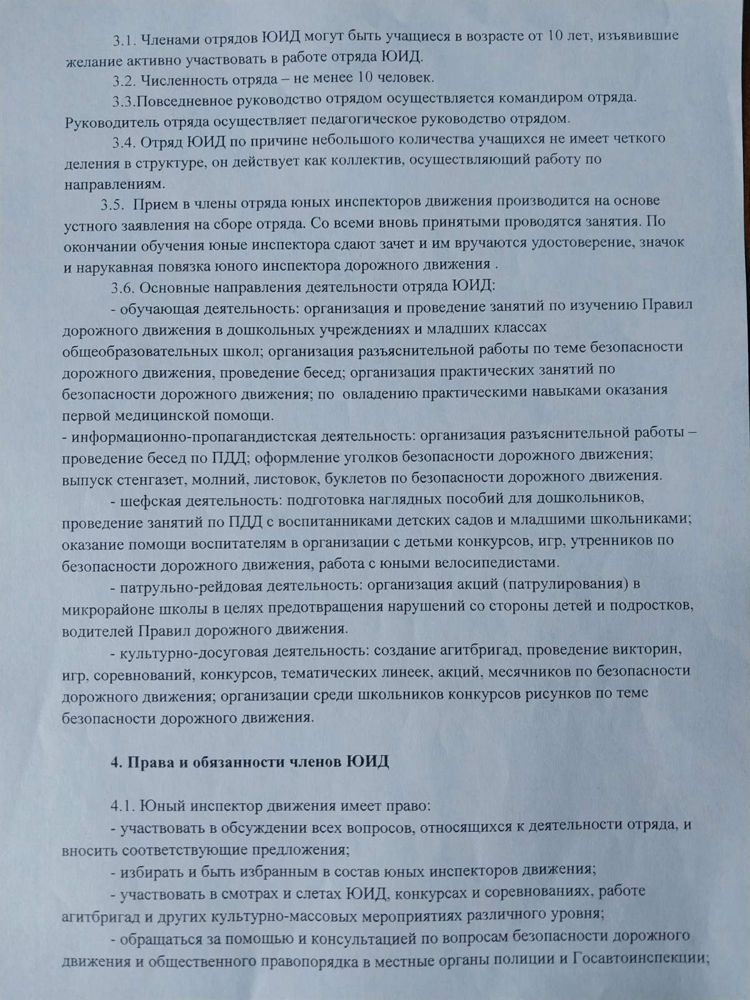 3.1. Членами отрядов ЮИД могут быть учащиеся в возрасте от 10 лет, изъявившие
желание активно участвовать в работе отряда ЮИД.
3.2. Численность отряда – не менее 10 человек.
3.3.Повседневное руководство отрядом осуществляется командиром отряда.
Руководитель отряда осуществляет педагогическое руководство отрядом.
3.4. Отряд ЮИД по причине небольшого количества учащихся не имеет четкого
деления в структуре, он действует как коллектив, осуществляющий работу по
направлениям.
3.5. Прием в члены отряда юных инспекторов движения производится на основе
устного заявления на сборе отряда. Со всеми вновь принятыми проводятся занятия. По
окончании обучения юные инспектора сдают зачет и им вручаются удостоверение, значок
и нарукавная повязка юного инспектора дорожного движения .
3.6. Основные направления деятельности отряда ЮИД:
- обучающая деятельность: организация и проведение занятий по изучению Правил
дорожного движения в дошкольных учреждениях и младших классах
общеобразовательных школ; организация разъяснительной работы по теме безопасности
дорожного движения, проведение бесед; организация практических занятий по
безопасности дорожного движения; по овладению практическими навыками оказания
первой медицинской помощи.
- информационно-пропагандистская деятельность: организация разъяснительной работы –
проведение бесед по ПДД; оформление уголков безопасности дорожного движения;
выпуск стенгазет, молний, листовок, буклетов по безопасности дорожного движения.
- шефская деятельность: подготовка наглядных пособий для дошкольников,
проведение занятий по ПДД с воспитанниками детских садов и младшими школьниками;
оказание помощи воспитателям в организации с детьми конкурсов, игр, утренников по
безопасности дорожного движения, работа с юными велосипедистами.
- патрульно-рейдовая деятельность: организация акций (патрулирования) в
микрорайоне школы в целях предотвращения нарушений со стороны детей и подростков,
водителей Правил дорожного движения.
- культурно-досуговая деятельность: создание агитбригад, проведение викторин,
игр, соревнований, конкурсов, тематических линеек, акций, месячников по безопасности
дорожного движения; организации среди школьников конкурсов рисунков по теме
безопасности дорожного движения.
4. Права и обязанности членов ЮИД
4.1. Юный инспектор движения имеет право:
- участвовать в обсуждении всех вопросов, относящихся к деятельности отряда, и
вносить соответствующие предложения;
- избирать и быть избранным в состав юных инспекторов движения;
- участвовать в смотрах и слетах ЮИД, конкурсах и соревнованиях, работе
агитбригад и других культурно-массовых мероприятиях различного уровня;
- обращаться за помощью и консультацией по вопросам безопасности дорожного
движения и общественного правопорядка в местные органы полиции и Госавтоинспекции;